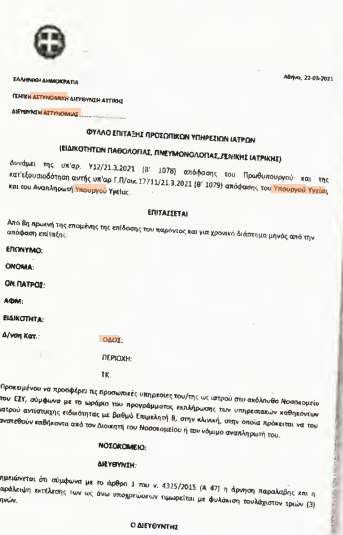 ΕΛΛΗΝΙΚΗ ΔΗΜΟΚΡΑΤΙΑ
Αθήνα, 22-03-2021
ΓΕΝΙΚΗ ΑΣΤΥΝΟΜΙΚΗ ΔΙΕΥΘΥΝΣΗ ΑΤΤΙΚΗΣ
ΔΙΕΥΘΥΝΣΗ ΑΣΤΥΝΟΜΙΑΣ
ΦΥΛΛΟ ΕΠΙΤΑΞΗΣ ΠΡΟΣΩΠΙΚΩΝ ΥΠΗΡΕΣΙΩΝ ΙΑΤΡΩΝ
(ΕΙΔΙΚΟΤΗΤΩΝ ΠΑΘΟΛΟΓΙΑΣ, ΠΝΕΥΜΟΝΟΛΟΓΙΑΣ, ΓΕΝΙΚΗΣ ΙΑΤΡΙΚΗΣ)
Δυνάμει της υπ'αρ. Υ12/21.3.2021 (Β' 1078) απόφασης του Πρωθυπουργού και της
κατ'εξουσιοδότηση αυτής υπ'αρ Γ.Π/οικ.17711/21.3.2021 (Β' 1079) απόφασης του Υπουργού Υγείας
και του Αναπληρωτή Υπουργού Υγείας.
ΕΠΙΤΑΣΣΕΤΑΙ
Από 8η πρωινή της επομένης της επίδοσης του παρόντος και για χρονικό διάστημα μηνός από την
απόφαση επίταξης:
ΕΠΩΝΥΜΟ:
ΟΝΟΜΑ:
ΟΝ.ΠΑΤΡΟΣ:
ΑΦΜ:
ΕΙΔΙΚΟΤΗΤΑ:
Δ/νση Κατ.: ΟΔΟΣ:
ΠΕΡΙΟΧΗ:
ΤΚ.
Προκειμένου να προσφέρει τις προσωπικές υπηρεσίες του/της ως ιατρού στο ακόλουθο Νοσοκομείο
του ΕΣΥ, σύμφωνα με το ωράριο του προγράμματος εκπλήρωσης των υπηρεσιακών καθηκόντων
ιατρού αντίστοιχης ειδικότητας με βαθμό Επιμελητή Β, στην κλινική, στην οποία πρόκειται να του
ανατεθούν καθήκοντα από τον Διοικητή του Νοσοκομείου ή τον νόμιμο αναπληρωτή του.
ΝΟΣΟΚΟΜΕΙΟ:
ΔΙΕΥΘΥΝΣΗ:
ημειώνεται ότι σύμφωνα με το άρθρο 1 του ν. 4325/2015 (Α 47) η άρνηση παραλαβής και η
αράλειψη εκτέλεσης των ως άνω υποχρεώσεων τιμωρείται με φυλάκιση τουλάχιστον τριών (3)
ηνών.
Ο ΔΙΕΥΘΥΝΤΗΣ